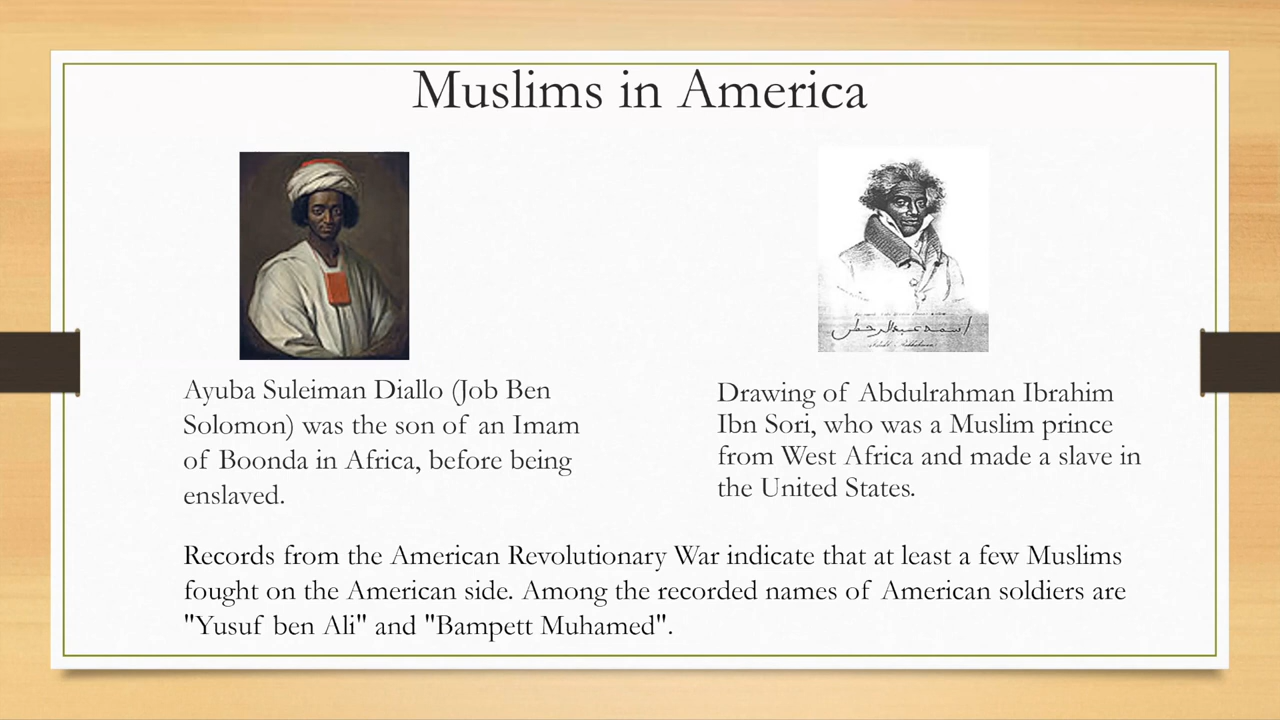 Muslims in America
اسمه عبدالرحمن
Ayuba Suleiman Diallo (Job Ben
Solomon) was the son of an Imam
of Boonda in Africa, before being
enslaved.
Drawing of Abdulrahman Ibrahim
Ibn Sori, who was a Muslim prince
from West Africa and made a slave in
the United States.
Records from the American Revolutionary War indicate that at least a few Muslims
fought on the American side. Among the recorded names of American soldiers are
"Yusuf ben Ali" and "Bampett Muhamed".